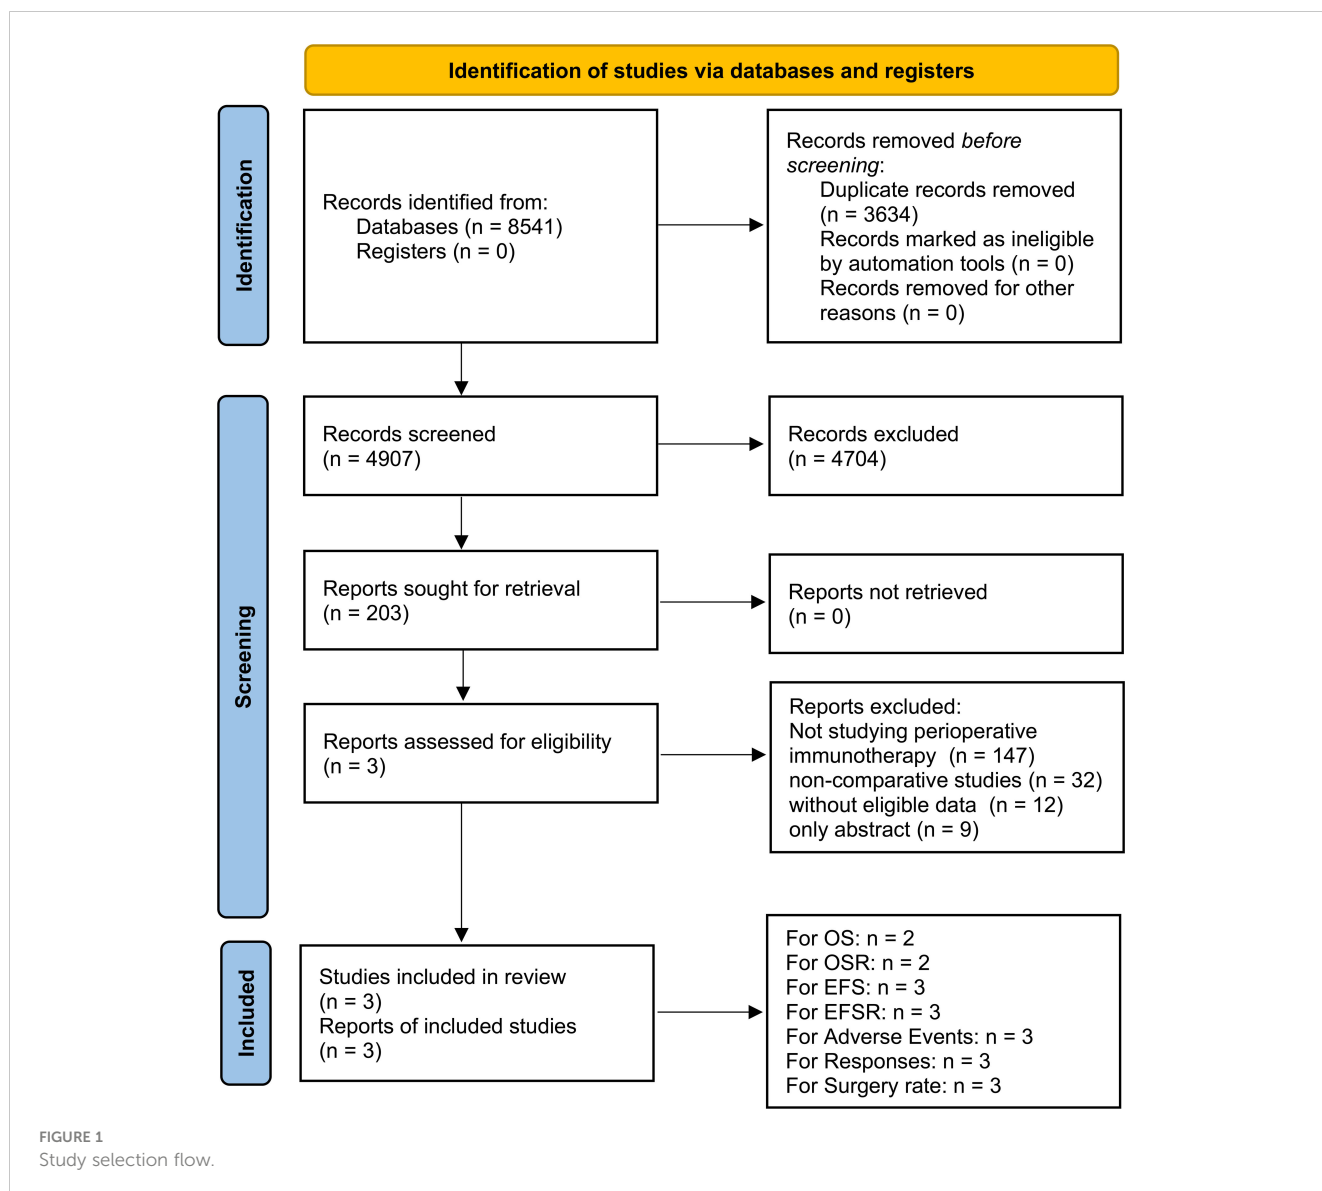 Identification of studies via databases and registers
Identification
Records identified from:
Databases (n = 8541)
Registers (n = 0)
Records removed before
screening:
Duplicate records removed
(n = 3634)
Records marked as ineligible
by automation tools (n = 0)
Records removed for other
reasons (n = 0)
Screening
Records screened
(n = 4907)
Records excluded
(n = 4704)
Reports sought for retrieval
(n = 203)
Reports not retrieved
(n = 0)
Reports assessed for eligibility
(n = 3)
Reports excluded:
Not studying perioperative
immunotherapy (n = 147)
non-comparative studies (n = 32)
without eligible data (n = 12)
only abstract (n = 9)
Included
Studies included in review
(n = 3)
Reports of included studies
(n = 3)
For OS: n = 2
For OSR: n = 2
For EFS: n = 3
For EFSR: n = 3
For Adverse Events: n = 3
For Responses: n = 3
For Surgery rate: n = 3
FIGURE 1
Study selection flow.